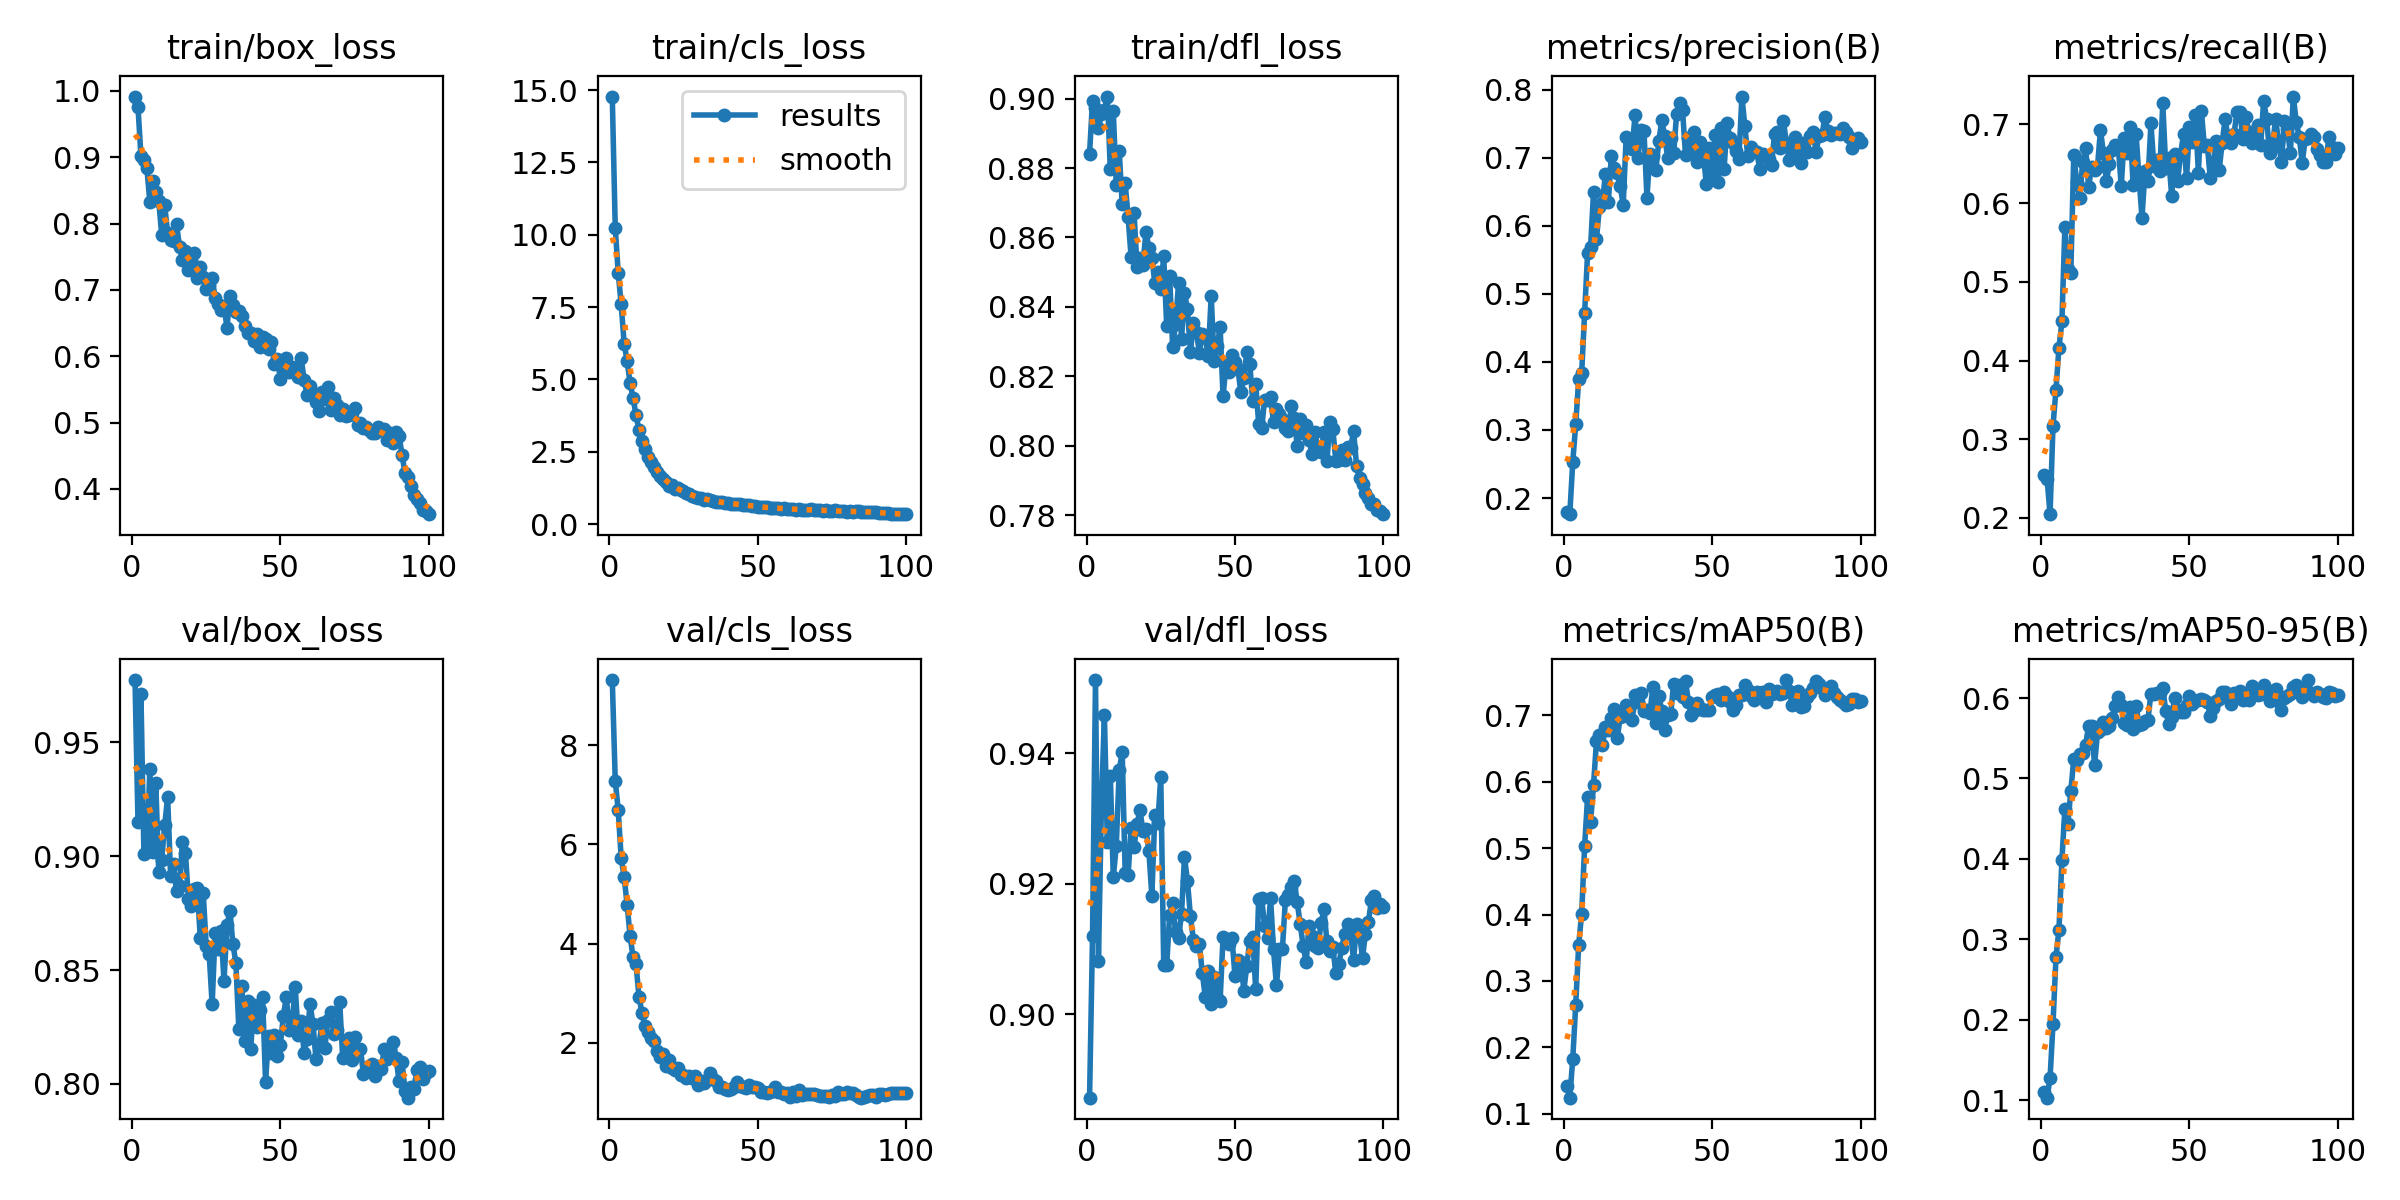 train/box_loss
1.0
0.9
0.8
0.7
0.6
0.5
0.4
0 50 100
train/cls_loss
15.0
12.5
10.0
7.5
5.0
2.5
0.0
0 50 100
results
smooth
train/dfl_loss
0.90
0.88
0.86
0.84
0.82
0.80
0.78
0 50 100
metrics/precision(B)
0.8
0.7
0.6
0.5
0.4
0.3
0.2
0 50 100
metrics/recall(B)
0.7
0.6
0.5
0.4
0.3
0.2
0 50 100
val/box_loss
0.95
0.90
0.85
0.80
0 50 100
val/cls_loss
8
6
4
2
0 50 100
val/dfl_loss
0.94
0.92
0.90
0 50 100
metrics/mAP50(B)
0.7
0.6
0.5
0.4
0.3
0.2
0.1
0 50 100
metrics/mAP50-95(B)
0.6
0.5
0.4
0.3
0.2
0.1
0 50 100